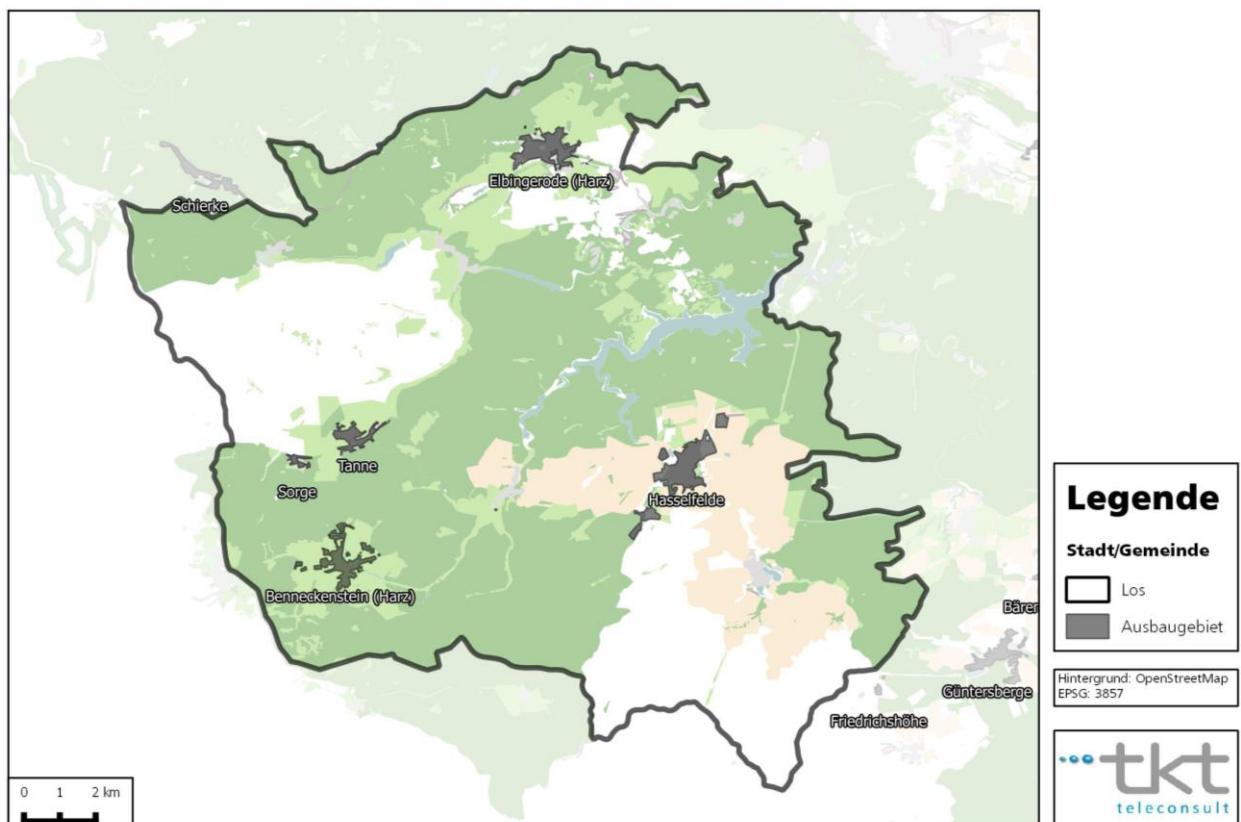 Schierke
Elbingerode (Harz)
Tanne
Sorge
Hasselfelde
Benneckenstein (Harz)
Bärer
Güntersberge
Friedrichshöhe
0 1 2 km
Legende
Stadt/Gemeinde
Los
Ausbaugebiet
Hintergrund: OpenStreetMap
EPSG: 3857
tkt
teleconsult